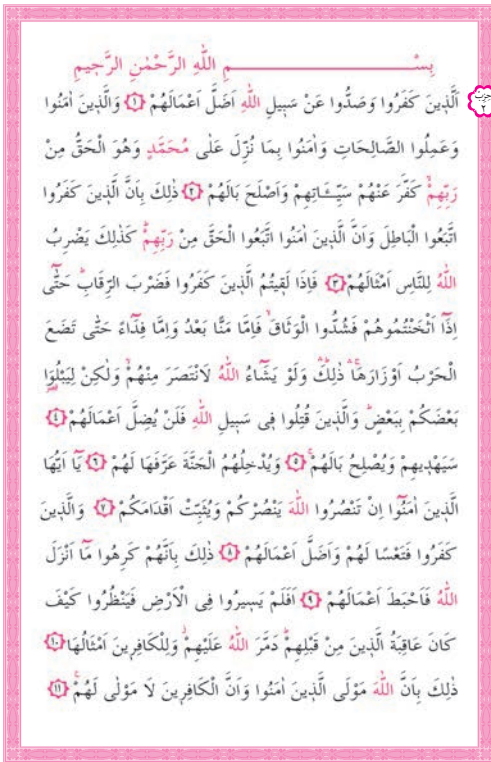 بِسْــــــــــــمِ اللّٰهِ الرَّحْمٰنِ الرَّحٖيمِ
اَلَّذٖينَ كَفَرُوا وَصَدُّوا عَنْ سَبٖيلِ اللّٰهِ اَضَلَّ اَعْمَالَهُمْ ﴿١﴾ وَالَّذٖينَ اٰمَنُوا
وَعَمِلُوا الصَّالِحَاتِ وَاٰمَنُوا بِمَا نُزِّلَ عَلٰى مُحَمَّدٍ وَهُوَ الْحَقُّ مِنْ
رَبِّهِمْۙ كَفَّرَ عَنْهُمْ سَيِّـَٔاتِهِمْ وَاَصْلَحَ بَالَهُمْ ﴿٢﴾ ذٰلِكَ بِاَنَّ الَّذٖينَ كَفَرُوا
اتَّبَعُوا الْبَاطِلَ وَاَنَّ الَّذٖينَ اٰمَنُوا اتَّبَعُوا الْحَقَّ مِنْ رَبِّهِمْؕ كَذٰلِكَ يَضْرِبُ
اللّٰهُ لِلنَّاسِ اَمْثَالَهُمْ ﴿٣﴾ فَاِذَا لَقٖيتُمُ الَّذٖينَ كَفَرُوا فَضَرْبَ الرِّقَابِؕ حَتّٰٓى
اِذَٓا اَثْخَنْتُمُوهُمْ فَشُدُّوا الْوَثَاقَۙ فَاِمَّا مَنًّا بَعْدُ وَاِمَّا فِدَٓاءً حَتّٰى تَضَعَ
الْحَرْبُ اَوْزَارَهَاۚۛ ذٰلِكَؕۛ وَلَوْ يَشَٓاءُ اللّٰهُ لَانْتَصَرَ مِنْهُمْۙ وَلٰكِنْ لِيَبْلُوَ۬ا
بَعْضَكُمْ بِبَعْضٍؕ وَالَّذٖينَ قُتِلُوا فٖى سَبٖيلِ اللّٰهِ فَلَنْ يُضِلَّ اَعْمَالَهُمْ ﴿٤﴾
سَيَهْدٖيهِمْ وَيُصْلِحُ بَالَهُمْۚ ﴿٥﴾ وَيُدْخِلُهُمُ الْجَنَّةَ عَرَّفَهَا لَهُمْ ﴿٦﴾ يَٓا اَيُّهَا
الَّذٖينَ اٰمَنُٓوا اِنْ تَنْصُرُوا اللّٰهَ يَنْصُرْكُمْ وَيُثَبِّتْ اَقْدَامَكُمْ ﴿٧﴾ وَالَّذٖينَ
كَفَرُوا فَتَعْسًا لَهُمْ وَاَضَلَّ اَعْمَالَهُمْ ﴿٨﴾ ذٰلِكَ بِاَنَّهُمْ كَرِهُوا مَٓا اَنْزَلَ
اللّٰهُ فَاَحْبَطَ اَعْمَالَهُمْ ﴿٩﴾ اَفَلَمْ يَسٖيرُوا فِى الْاَرْضِ فَيَنْظُرُوا كَيْفَ
كَانَ عَاقِبَةُ الَّذٖينَ مِنْ قَبْلِهِمْؕ دَمَّرَ اللّٰهُ عَلَيْهِمْؗ وَلِلْكَافِرٖينَ اَمْثَالُهَا ﴿١٠﴾
ذٰلِكَ بِاَنَّ اللّٰهَ مَوْلَى الَّذٖينَ اٰمَنُوا وَاَنَّ الْكَافِرٖينَ لَا مَوْلٰى لَهُمْۚ ﴿١١﴾